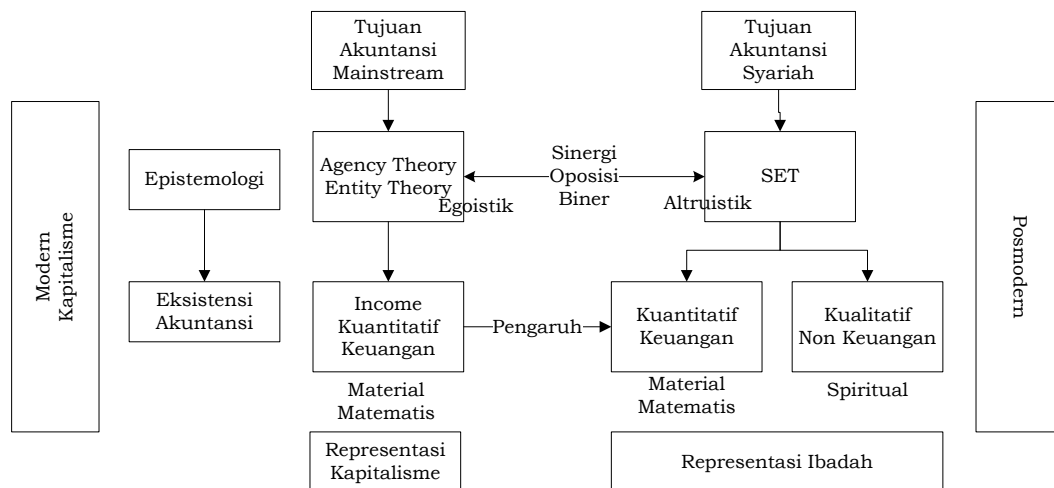 Tujuan
Akuntansi
Mainstream
Tujuan
Akuntansi
Syariah
Modern
Kapitalisme
Epistemologi
Agency Theory
Entity Theory
Egoistik
Sinergi
Oposisi
Biner
Altruistik
SET
Posmodern
Eksistensi
Akuntansi
Income
Kuantitatif
Keuangan
Pengaruh
Kuantitatif
Keuangan
Kualitatif
Non Keuangan
Material
Matematis
Material
Matematis
Spiritual
Representasi
Kapitalisme
Representasi Ibadah